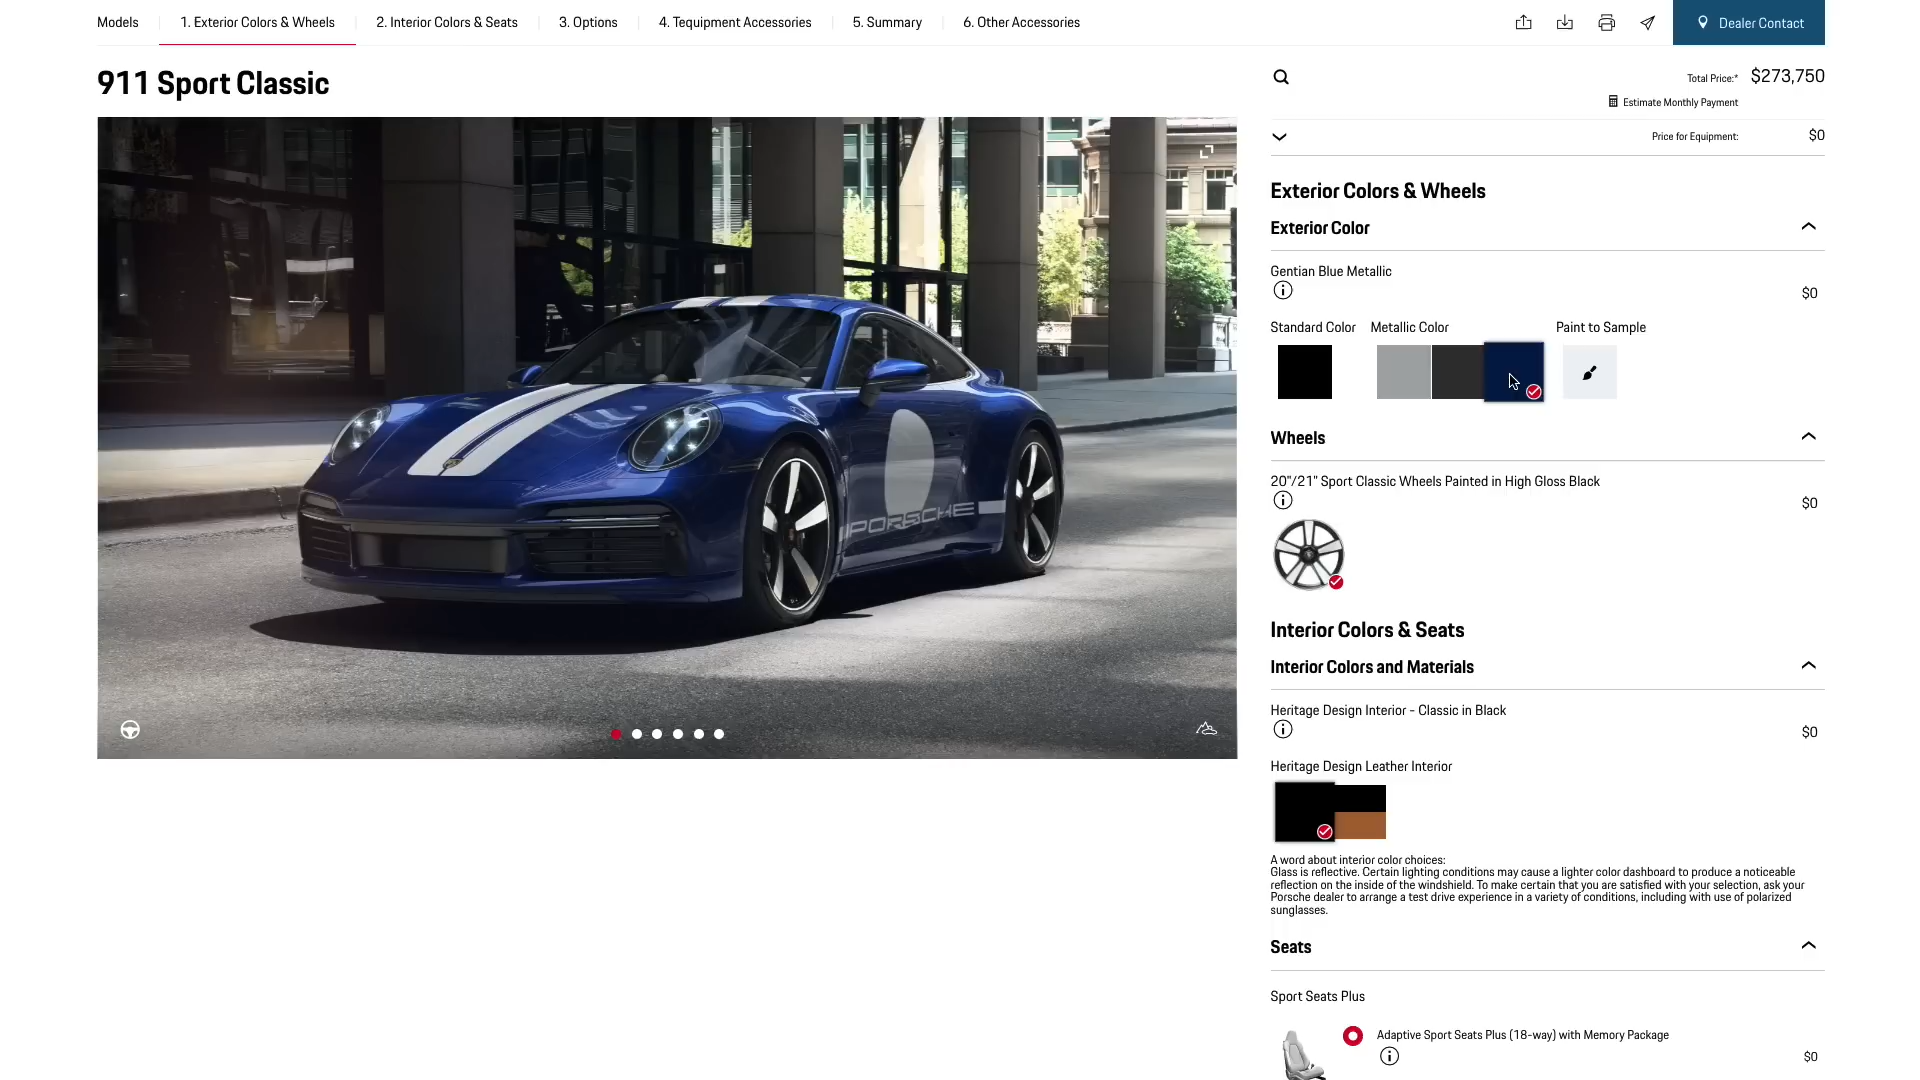 Models
1. Exterior Colors & Wheels
2. Interior Colors & Seats
3. Options
4. Tequipment Accessories
5. Summary
6. Other Accessories
Dealer Contact
911 Sport Classic
Total Price:* $273,750
Estimate Monthly Payment
Price for Equipment: $0
PORSCHE
Exterior Colors & Wheels
Exterior Color
Gentian Blue Metallic
$0
Standard Color
Metallic Color
Paint to Sample
Wheels
20"/21" Sport Classic Wheels Painted in High Gloss Black
$0
Interior Colors & Seats
Interior Colors and Materials
Heritage Design Interior - Classic in Black
$0
Heritage Design Leather Interior
A word about interior color choices:
Glass is reflective. Certain lighting conditions may cause a lighter color dashboard to produce a noticeable
reflection on the inside of the windshield. To make certain that you are satisfied with your selection, ask your
Porsche dealer to arrange a test drive experience in a variety of conditions, including with use of polarized
sunglasses.
Seats
Sport Seats Plus
Adaptive Sport Seats Plus (18-way) with Memory Package
$0